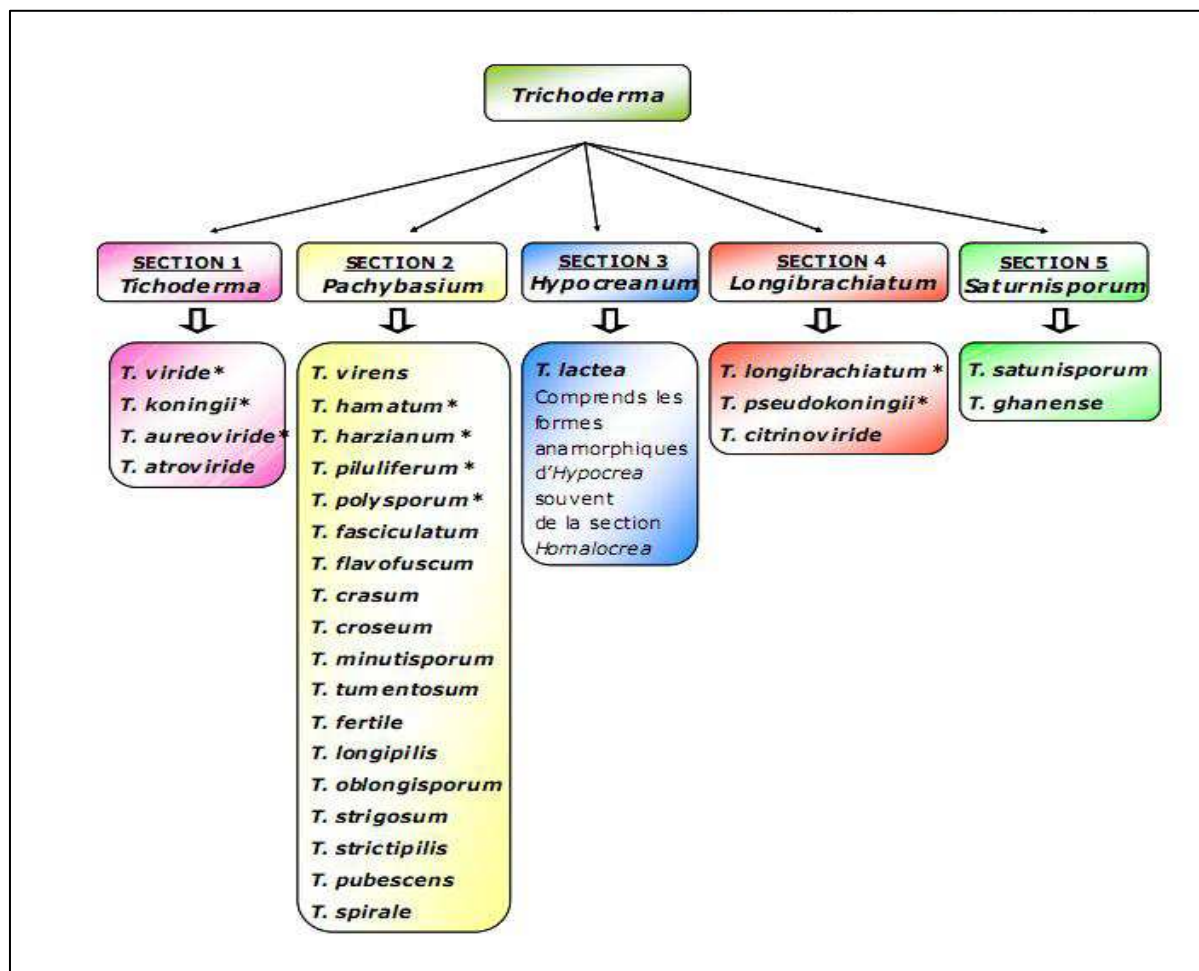 Trichoderma
SECTION 1
Tichoderma
T. viride*
T. koningii*
T. aureoviride*
T. atroviride
SECTION 2
Pachybasium
T. virens
T. hamatum*
T. harzianum*
T. piluliferum*
T. polysporum*
T. fasciculatum
T. flavofuscum
T. crasum
T. croseum
T. minutisporum
T. tumentosum
T. fertile
T. longipilis
T. oblongisporum
T. strigosum
T. strictipilis
T. pubescens
T. spirale
SECTION 3
Hypocreanum
T. lactea
Comprends les
formes
anamorphiques
d'Hypocrea
souvent
de la section
Homalocrea
SECTION 4
Longibrachiatum
T. longibrachiatum*
T. pseudokoningii*
T. citrinoviride
SECTION 5
Saturnisporum
T. satunisporum
T. ghanense